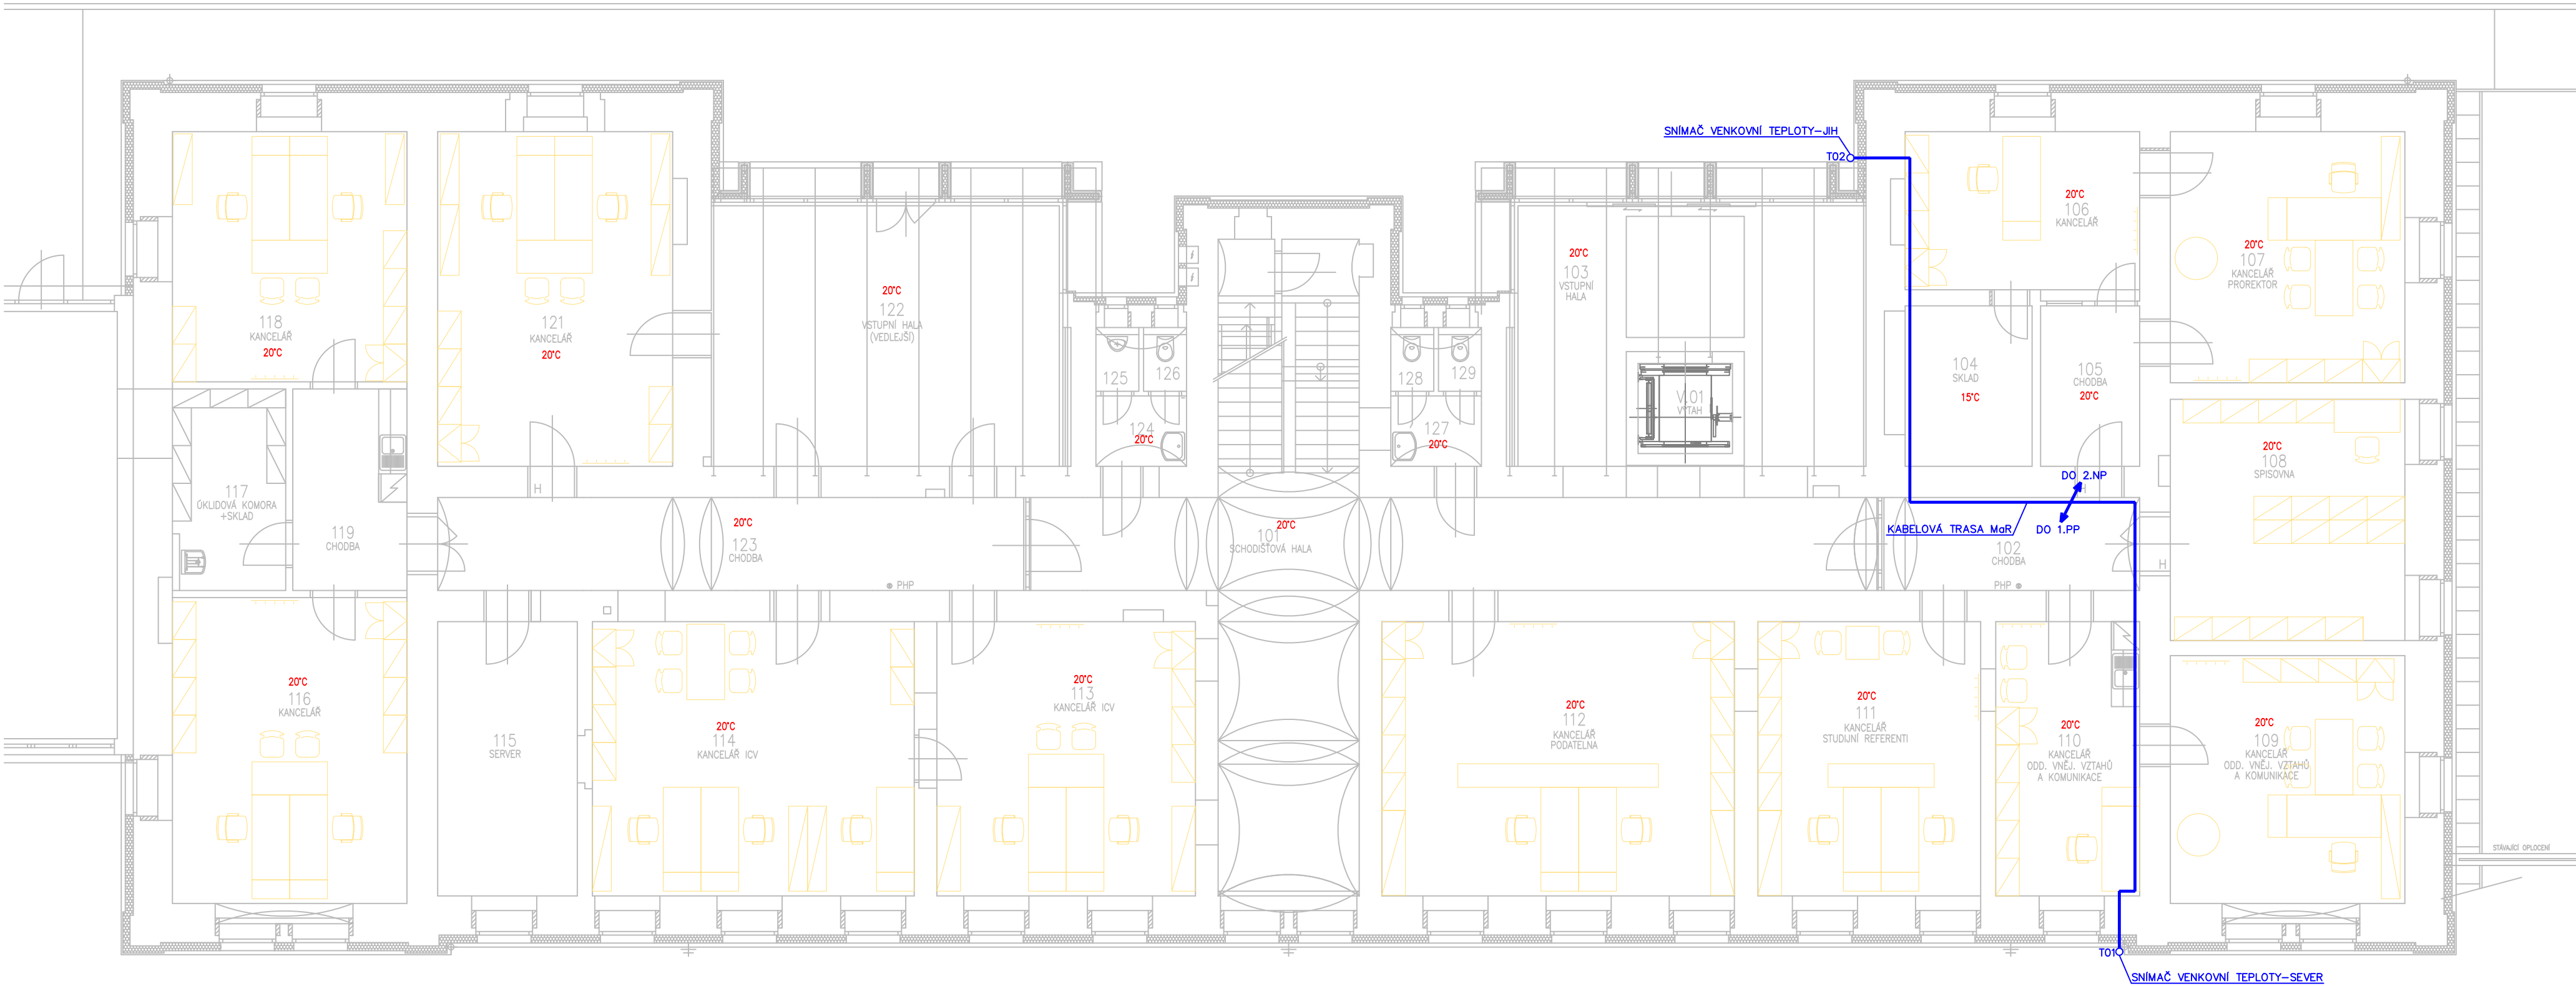 SNÍMAČ VENKOVNÍ TEPLOTY-JIH
T02
20°C
106
KANCELÁŘ
20°C
107
KANCELÁŘ
PROREKTOR
20°C
103
VSTUPNÍ
HALA
20°C
122
VSTUPNÍ HALA
(VEDLEJŠÍ)
118
KANCELÁŘ
20°C
121
KANCELÁŘ
20°C
125
126
124
20°C
128
129
127
20°C
V.01
VÝTAH
104
SKLAD
15°C
105
CHODBA
20°C
20°C
108
SPISOVNA
DO 2.NP
H
KABELOVÁ TRASA MaR
DO 1.PP
117
ÚKLIDOVÁ KOMORA
+SKLAD
H
119
CHODBA
20°C
123
CHODBA
PHP
20°C
101
SCHODIŠŤOVÁ HALA
102
CHODBA
PHP
H
20°C
116
KANCELÁŘ
115
SERVER
20°C
114
KANCELÁŘ ICV
20°C
113
KANCELÁŘ ICV
20°C
112
KANCELÁŘ
PODATELNA
20°C
111
KANCELÁŘ
STUDIJNÍ REFERENTI
20°C
110
KANCELÁŘ
ODD. VNĚJ. VZTAHŮ
A KOMUNIKACE
20°C
109
KANCELÁŘ
ODD. VNĚJ. VZTAHŮ
A KOMUNIKACE
STÁVAJÍCÍ OPLOCENÍ
T01
SNÍMAČ VENKOVNÍ TEPLOTY-SEVER